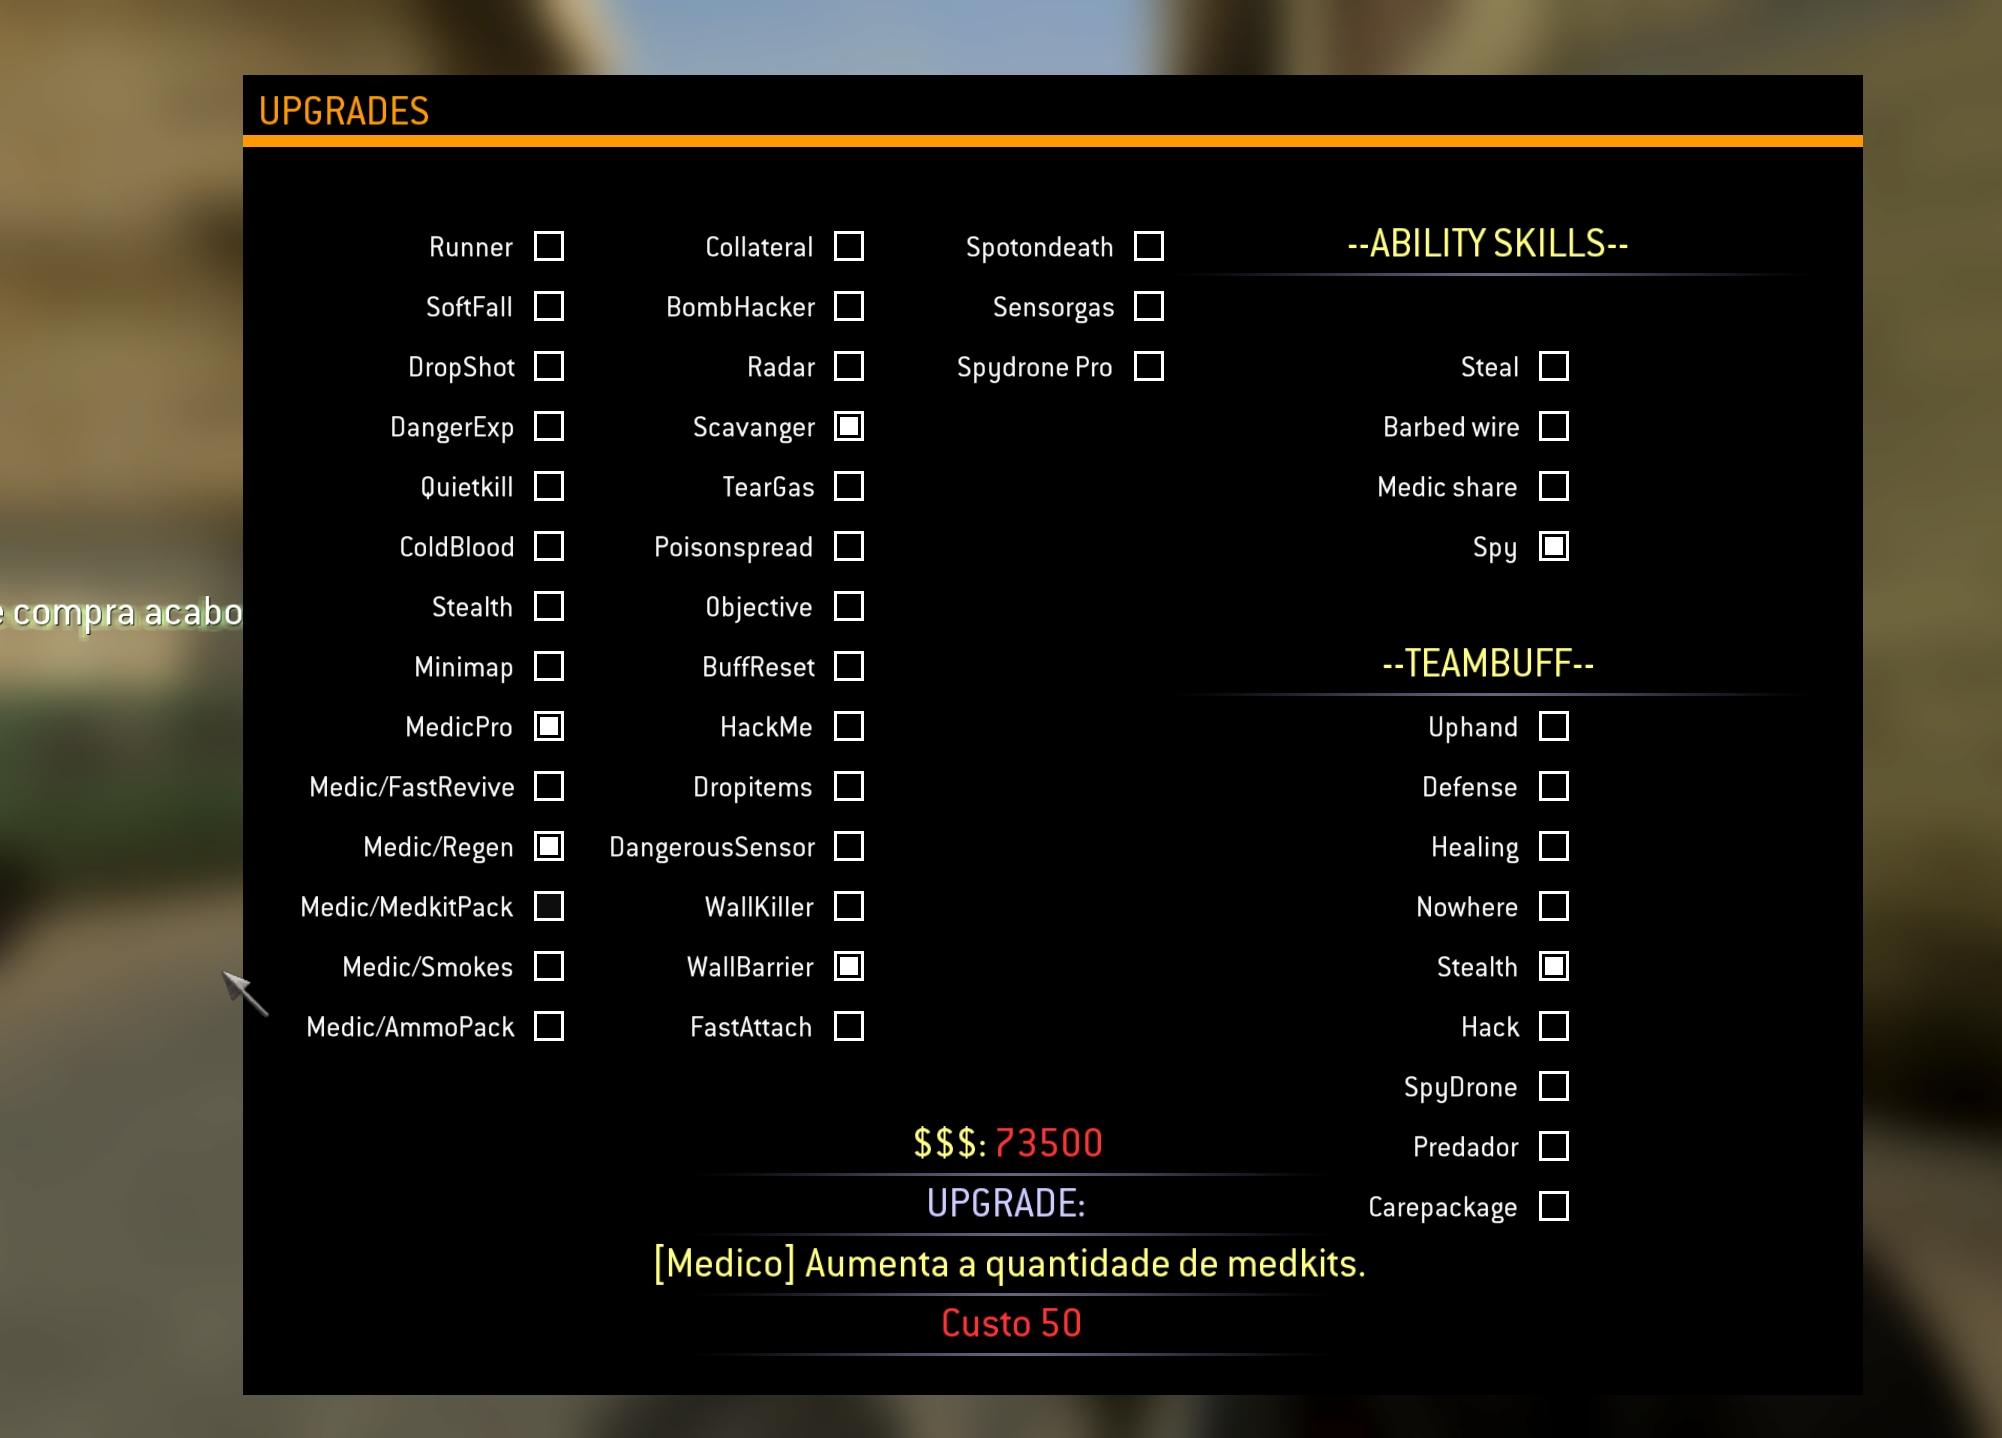 UPGRADES
Runner
SoftFall
DropShot
DangerExp
Quietkill
ColdBlood
Stealth
Minimap
MedicPro
Medic/FastRevive
Medic/Regen
Medic/MedkitPack
Medic/Smokes
Medic/AmmoPack
Collateral
BombHacker
Radar
Scavanger
TearGas
Poisonspread
Objective
BuffReset
HackMe
Dropitems
DangerousSensor
WallKiller
WallBarrier
FastAttach
Spotondeath
Sensorgas
Spydrone Pro
--ABILITY SKILLS--
Steal
Barbed wire
Medic share
Spy
--TEAMBUFF--
Uphand
Defense
Healing
Nowhere
Stealth
Hack
SpyDrone
Predador
Carepackage
e compra acabo
$$$: 73500
UPGRADE:
[Medico] Aumenta a quantidade de medkits.
Custo 50